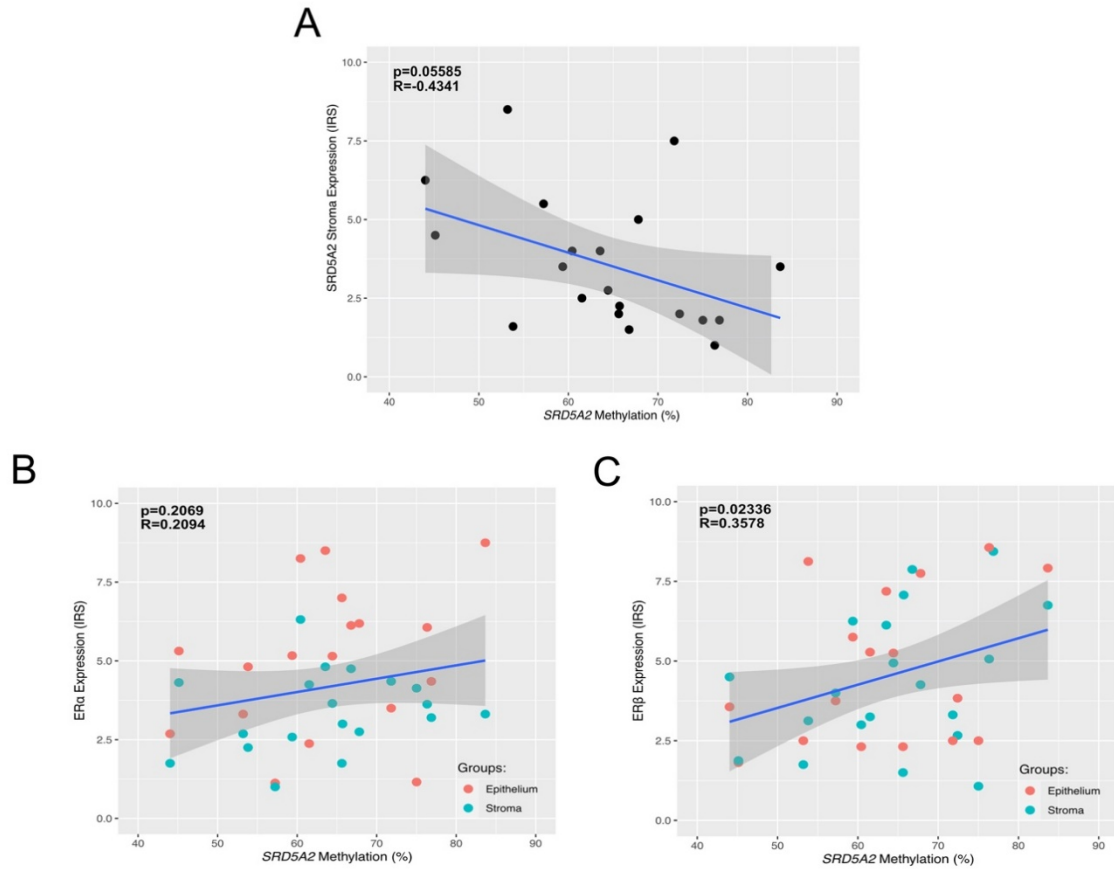 A
p=0.05585
R=-0.4341
SRD5A2 Stroma Expression (IRS)
10.0
7.5
5.0
2.5
0.0
40 50 60 70 80 90
SRD5A2 Methylation (%)
B
p=0.2069
R=0.2094
ERα Expression (IRS)
10.0
7.5
5.0
2.5
0.0
Groups:
Epithelium
Stroma
40 50 60 70 80 90
SRD5A2 Methylation (%)
C
p=0.02336
R=0.3578
ERβ Expression (IRS)
10.0
7.5
5.0
2.5
0.0
Groups:
Epithelium
Stroma
40 50 60 70 80 90
SRD5A2 Methylation (%)